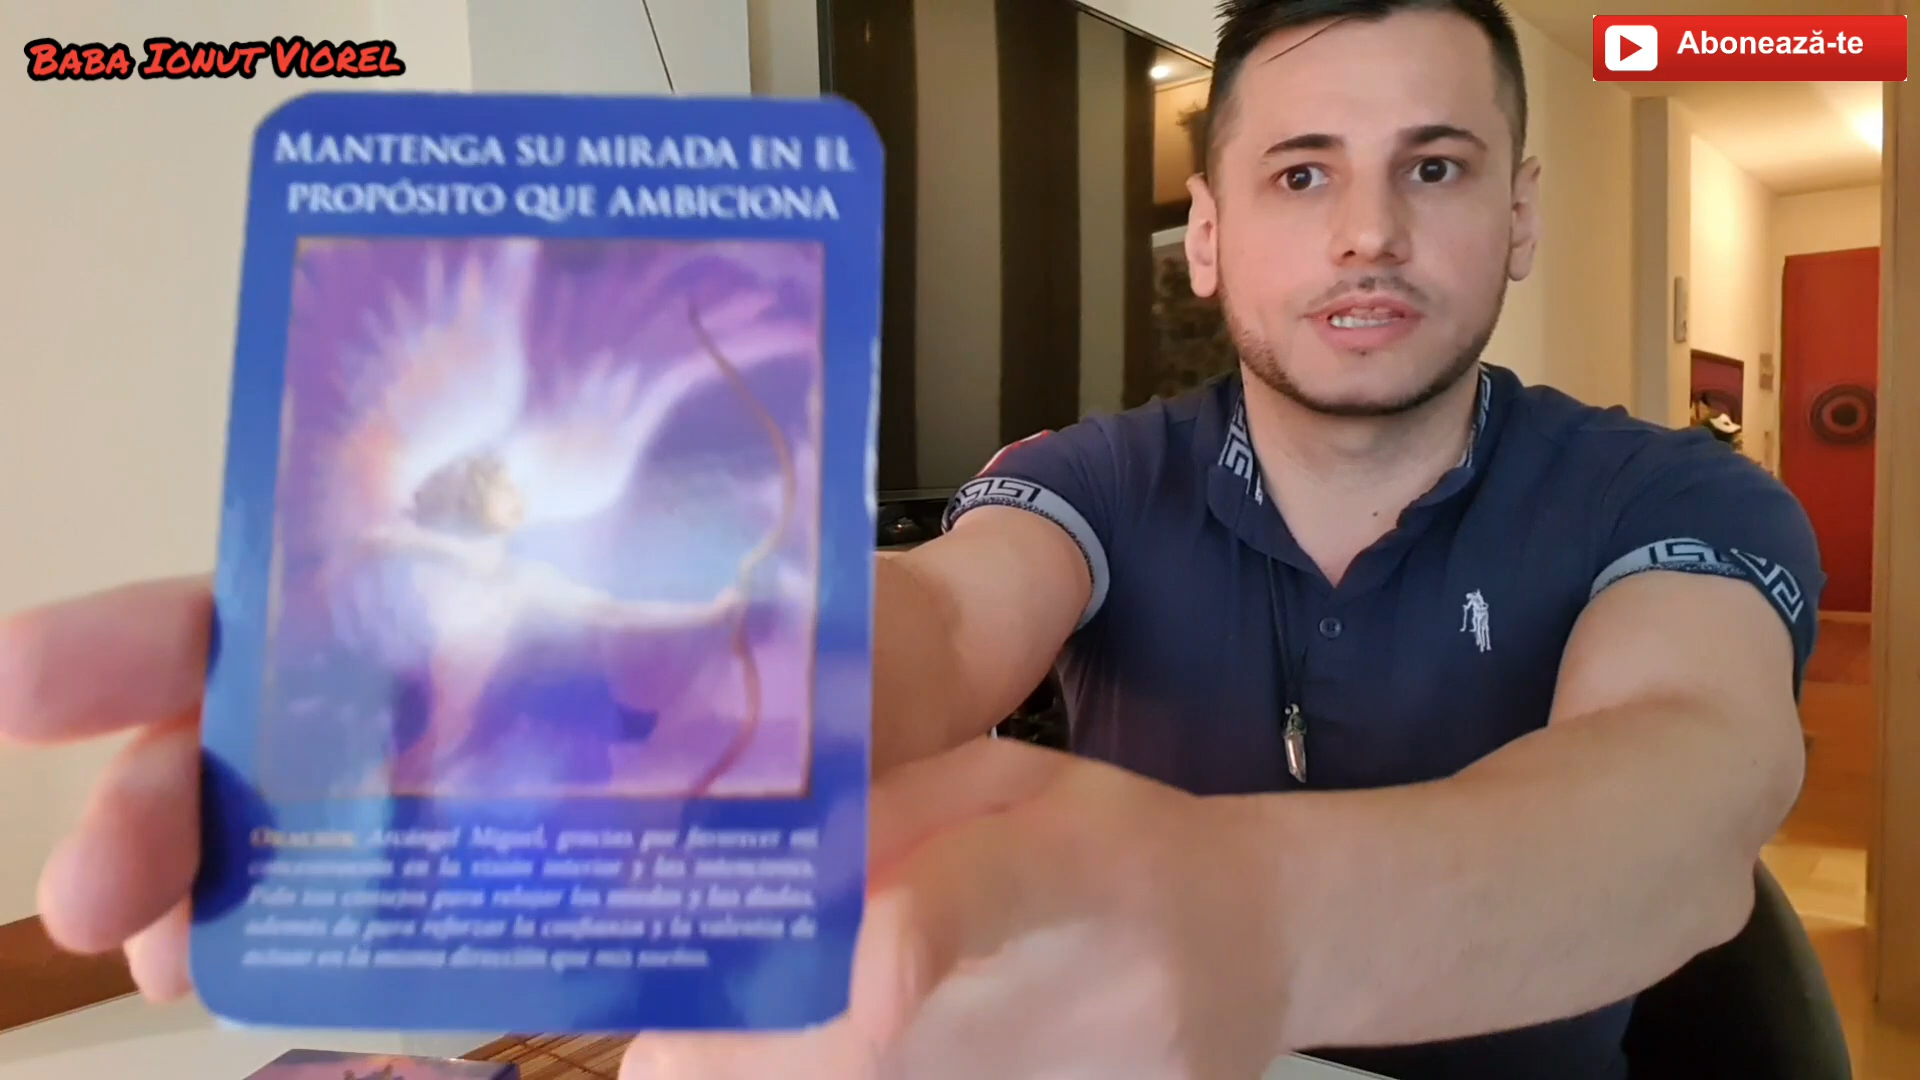 BABA IONUT VIOREL
Abonează-te
MANTENGA SU MIRADA EN EL
PROPÓSITO QUE AMBICIONA
ORACIÓN: Arcángel Miguel, gracias por favorecer mi
concentración en la visión interior y las intenciones.
Pido tus consejos para relajar los miedos y las dudas,
además de para reforzar la confianza y la valentía de
actuar en la misma dirección que mis sueños.